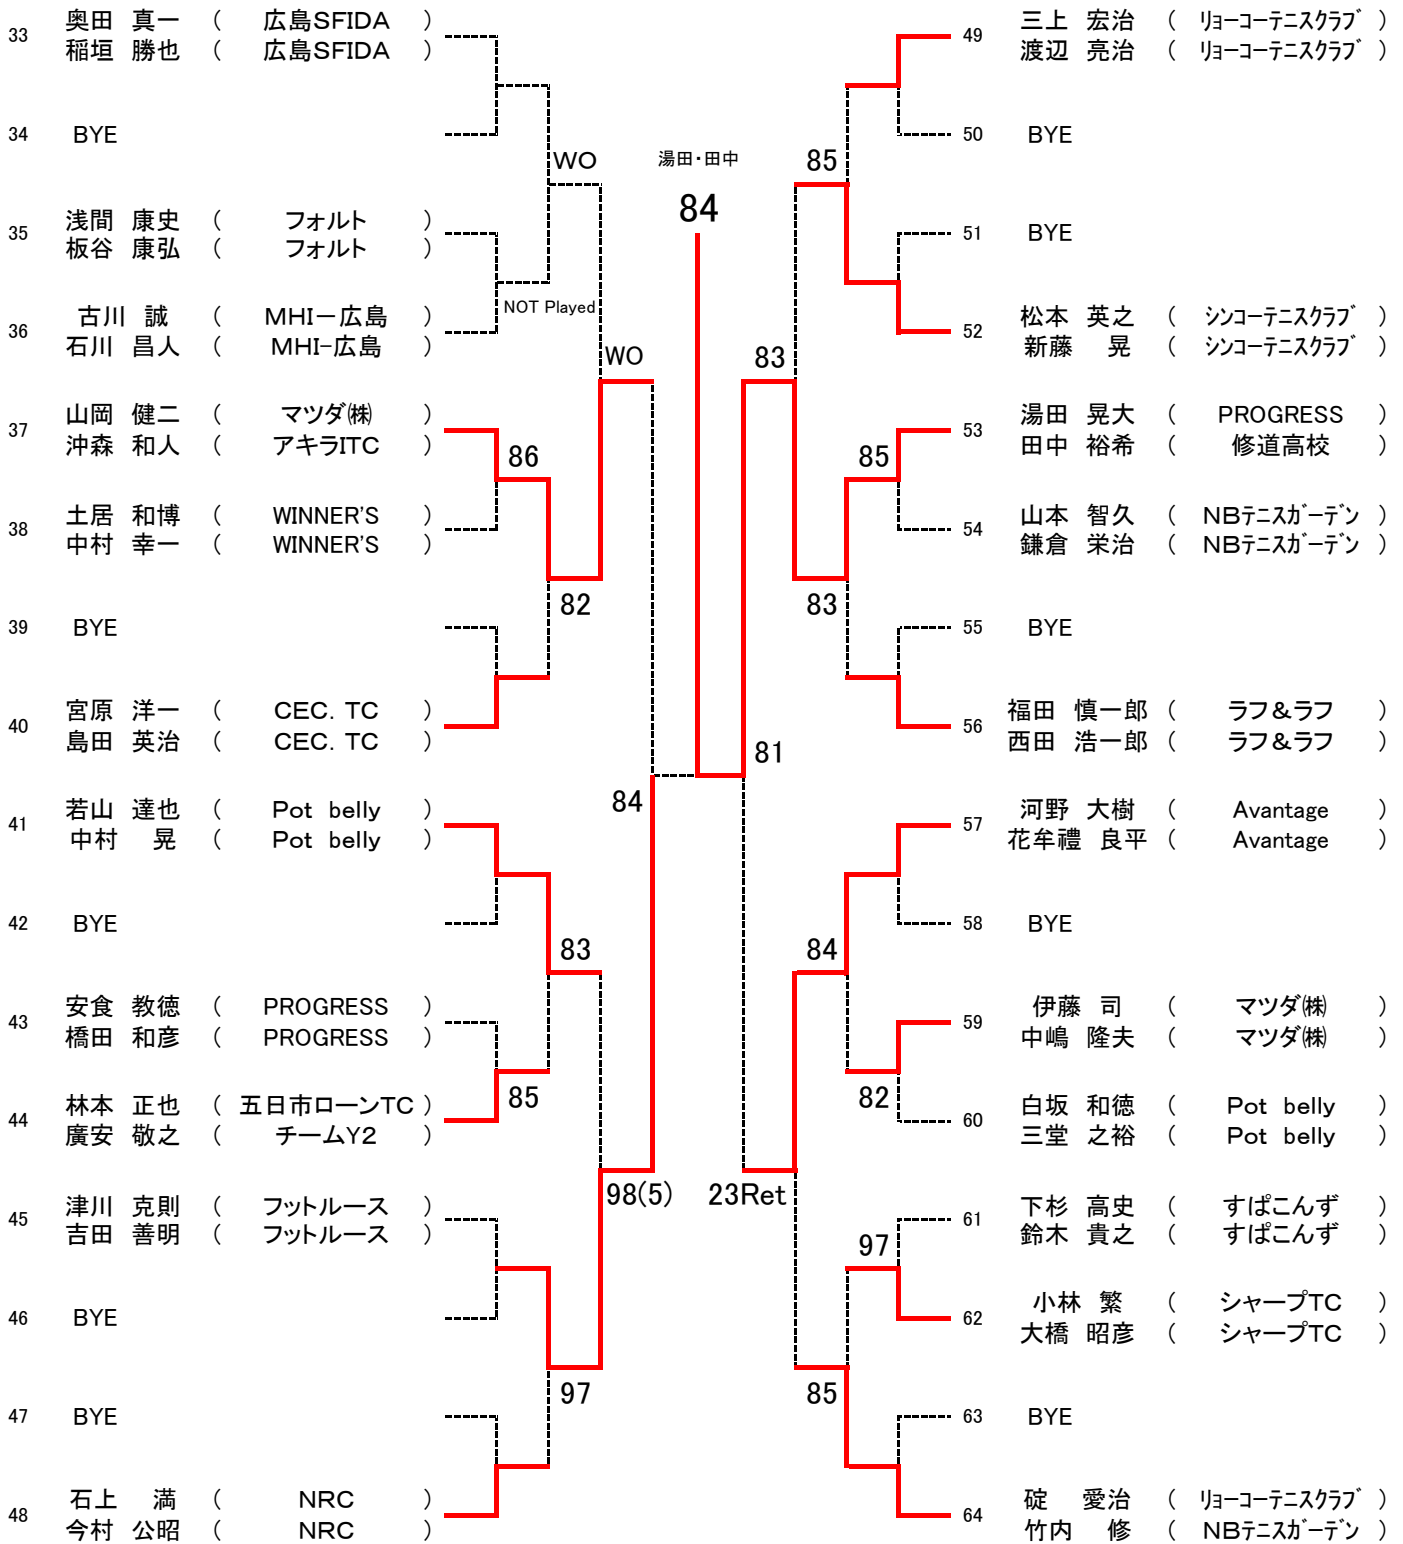 33 奥田 真一 ( 広島SFIDA )
稲垣 勝也 ( 広島SFIDA )
34 BYE
WO
35 浅間 康史 ( フォルト )
板谷 康弘 ( フォルト )
NOT Played
36 古川 誠 ( MHI−広島 )
石川 昌人 ( MHI-広島 )
WO
37 山岡 健二 ( マツダ㈱ )
沖森 和人 ( アキラITC )
86
38 土居 和博 ( WINNER'S )
中村 幸一 ( WINNER'S )
82
39 BYE
40 宮原 洋一 ( CEC. TC )
島田 英治 ( CEC. TC )
84
41 若山 達也 ( Pot belly )
中村 晃 ( Pot belly )
42 BYE
83
43 安食 教徳 ( PROGRESS )
橋田 和彦 ( PROGRESS )
85
44 林本 正也 ( 五日市ローンTC )
廣安 敬之 ( チームY2 )
98(5)
45 津川 克則 ( フットルース )
吉田 善明 ( フットルース )
46 BYE
97
47 BYE
48 石上 満 ( NRC )
今村 公昭 ( NRC )
湯田・田中
84
49 三上 宏治 ( ﾘｮｰｺｰﾃﾆｽｸﾗﾌﾞ )
渡辺 亮治 ( ﾘｮｰｺｰﾃﾆｽｸﾗﾌﾞ )
50 BYE
85
51 BYE
52 松本 英之 ( ｼﾝｺｰﾃﾆｽｸﾗﾌﾞ )
新藤 晃 ( ｼﾝｺｰﾃﾆｽｸﾗﾌﾞ )
83
53 湯田 晃大 ( PROGRESS )
田中 裕希 ( 修道高校 )
85
54 山本 智久 ( NBﾃﾆｽｶﾞｰﾃﾞﾝ )
鎌倉 栄治 ( NBﾃﾆｽｶﾞｰﾃﾞﾝ )
83
55 BYE
56 福田 慎一郎 ( ラフ&ラフ )
西田 浩一郎 ( ラフ&ラフ )
81
57 河野 大樹 ( Avantage )
花牟禮 良平 ( Avantage )
58 BYE
84
59 伊藤 司 ( マツダ㈱ )
中嶋 隆夫 ( マツダ㈱ )
82
60 白坂 和徳 ( Pot belly )
三堂 之裕 ( Pot belly )
23Ret
61 下杉 高史 ( すぱこんず )
鈴木 貴之 ( すぱこんず )
97
62 小林 繁 ( シャープTC )
大橋 昭彦 ( シャープTC )
85
63 BYE
64 碇 愛治 ( ﾘｮｰｺｰﾃﾆｽｸﾗﾌﾞ )
竹内 修 ( NBﾃﾆｽｶﾞｰﾃﾞﾝ )